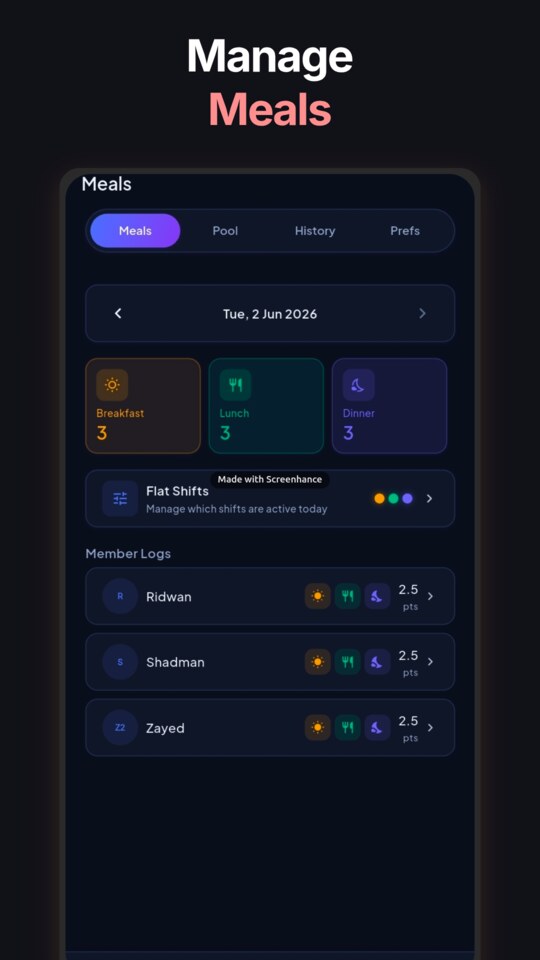 Manage
Meals
Meals
Meals Pool History Prefs
Tue, 2 Jun 2026
Breakfast
3
Lunch
3
Dinner
3
Made with Screenhance
Flat Shifts
Manage which shifts are active today
Member Logs
R Ridwan 2.5 pts
S Shadman 2.5 pts
Z2 Zayed 2.5 pts